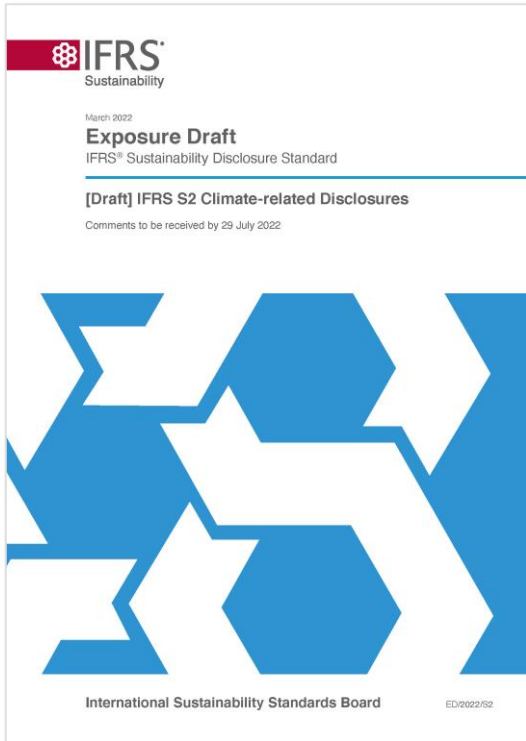 IFRS®
Sustainability
March 2022
Exposure Draft
IFRS® Sustainability Disclosure Standard
[Draft] IFRS S2 Climate-related Disclosures
Comments to be received by 29 July 2022
International Sustainability Standards Board
ED/2022/S2